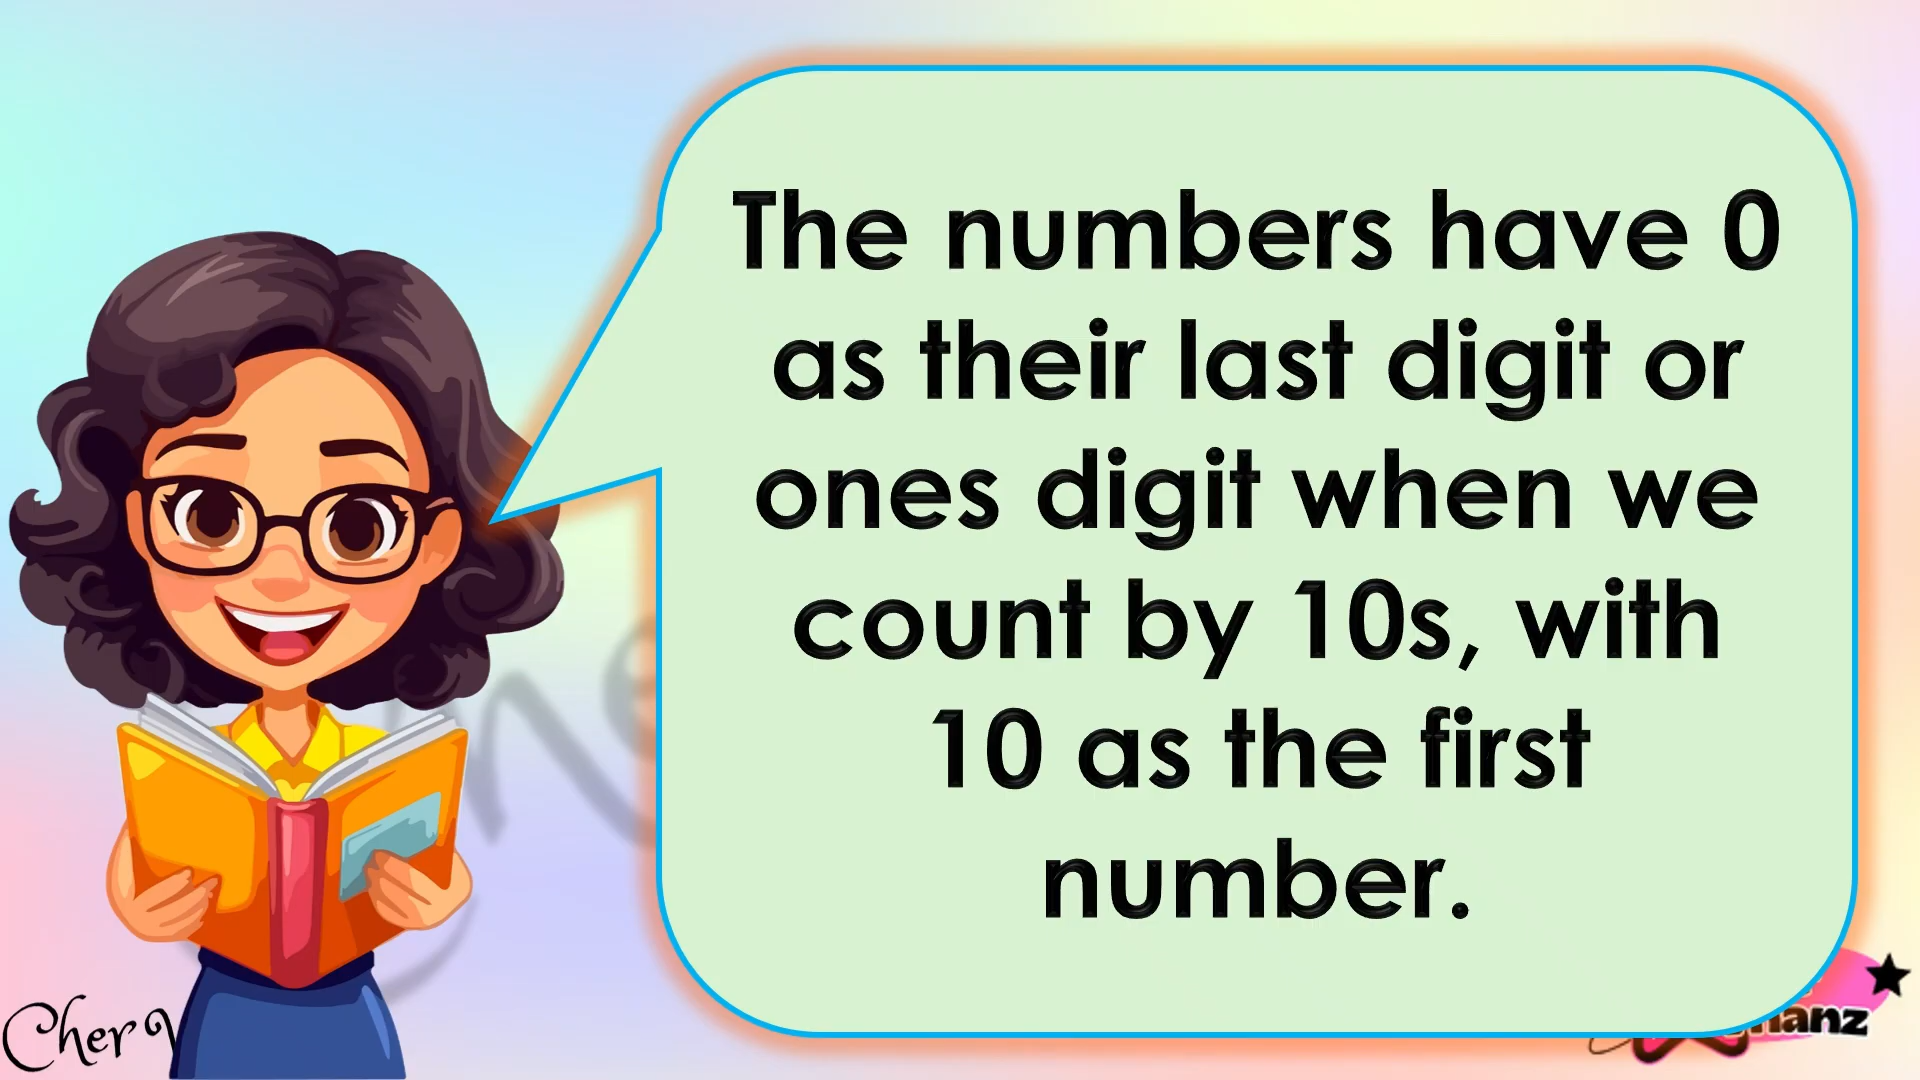 The numbers have 0
as their last digit or
ones digit when we
count by 10s, with
10 as the first
number.
Cher